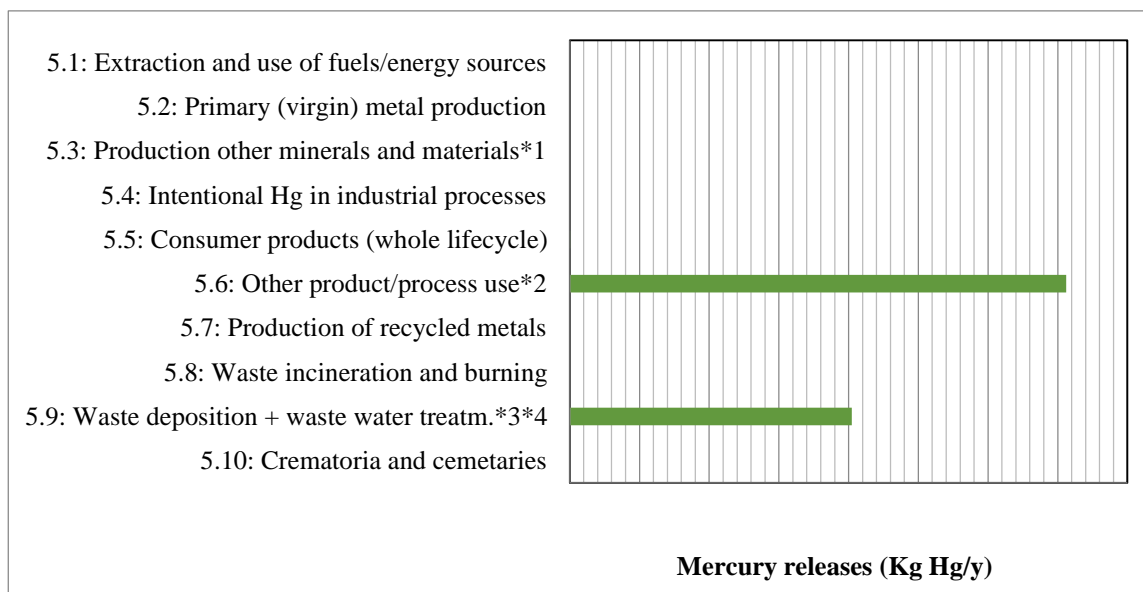 5.1: Extraction and use of fuels/energy sources
5.2: Primary (virgin) metal production
5.3: Production other minerals and materials*1
5.4: Intentional Hg in industrial processes
5.5: Consumer products (whole lifecycle)
5.6: Other product/process use*2
5.7: Production of recycled metals
5.8: Waste incineration and burning
5.9: Waste deposition + waste water treatm.*3*4
5.10: Crematoria and cemetaries
Mercury releases (Kg Hg/y)